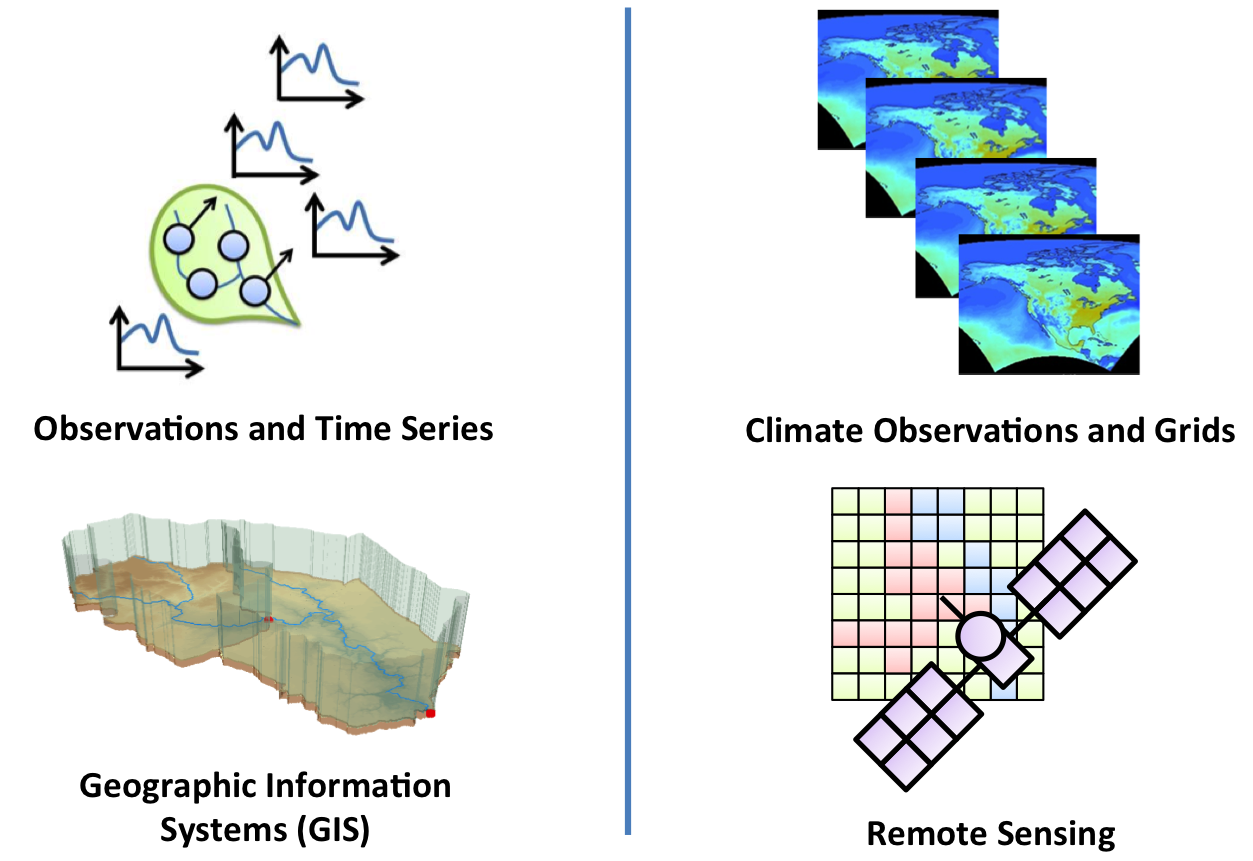 Observations and Time Series
Climate Observations and Grids
Geographic Information
Systems (GIS)
Remote Sensing